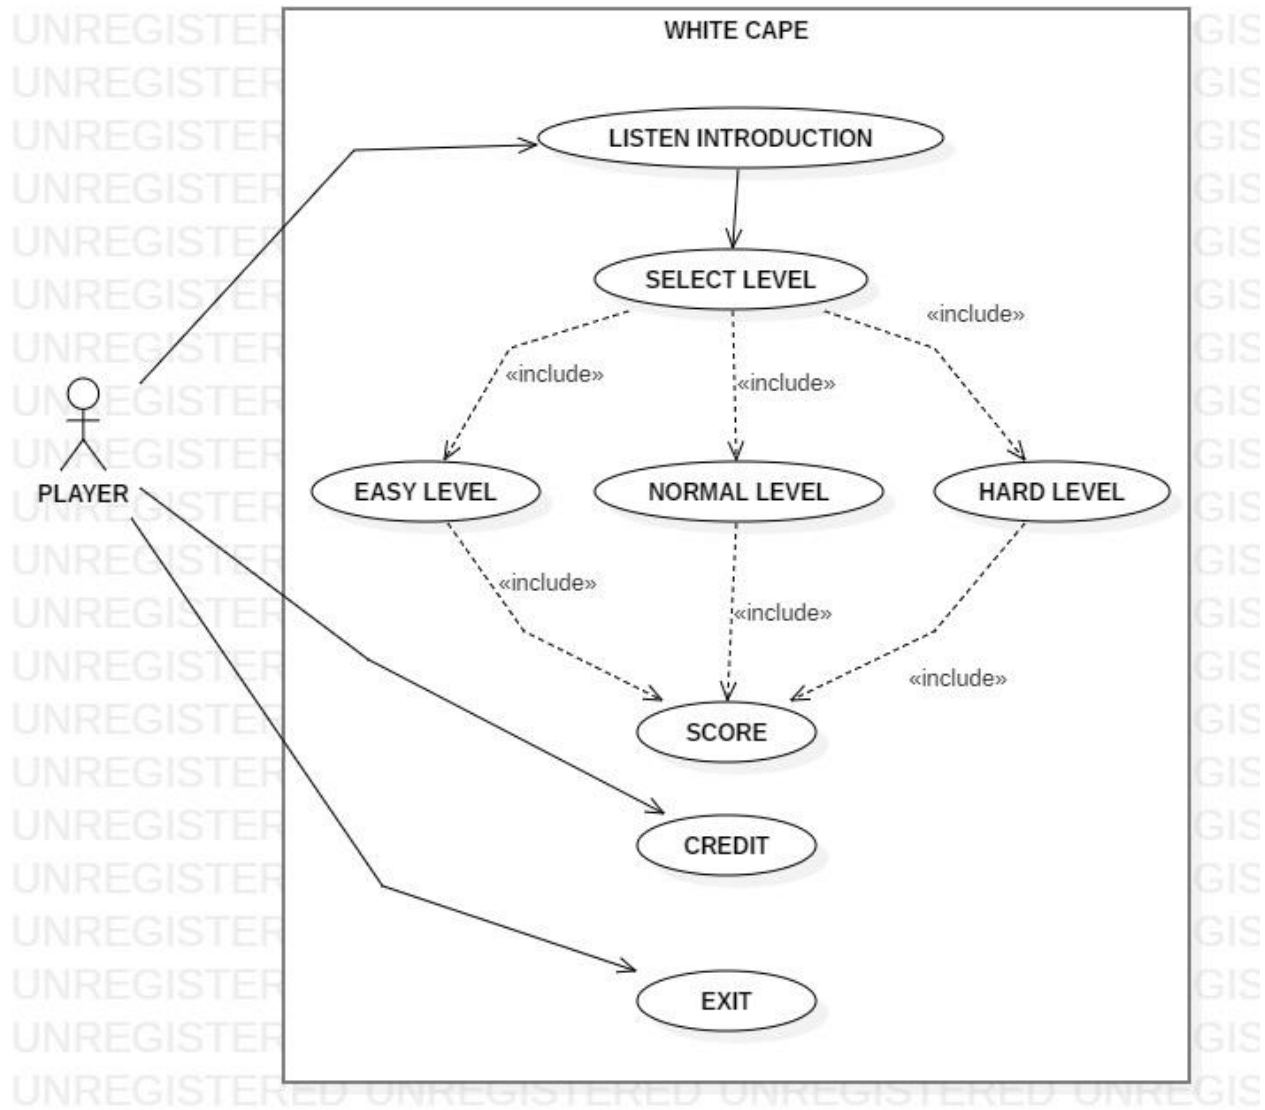 WHITE CAPE
LISTEN INTRODUCTION
SELECT LEVEL
«include»
«include»
«include»
EASY LEVEL
NORMAL LEVEL
HARD LEVEL
PLAYER
«include»
«include»
«include»
SCORE
CREDIT
EXIT
UNREGISTERED UNREGISTERED UNREGISTERED UNREGIS